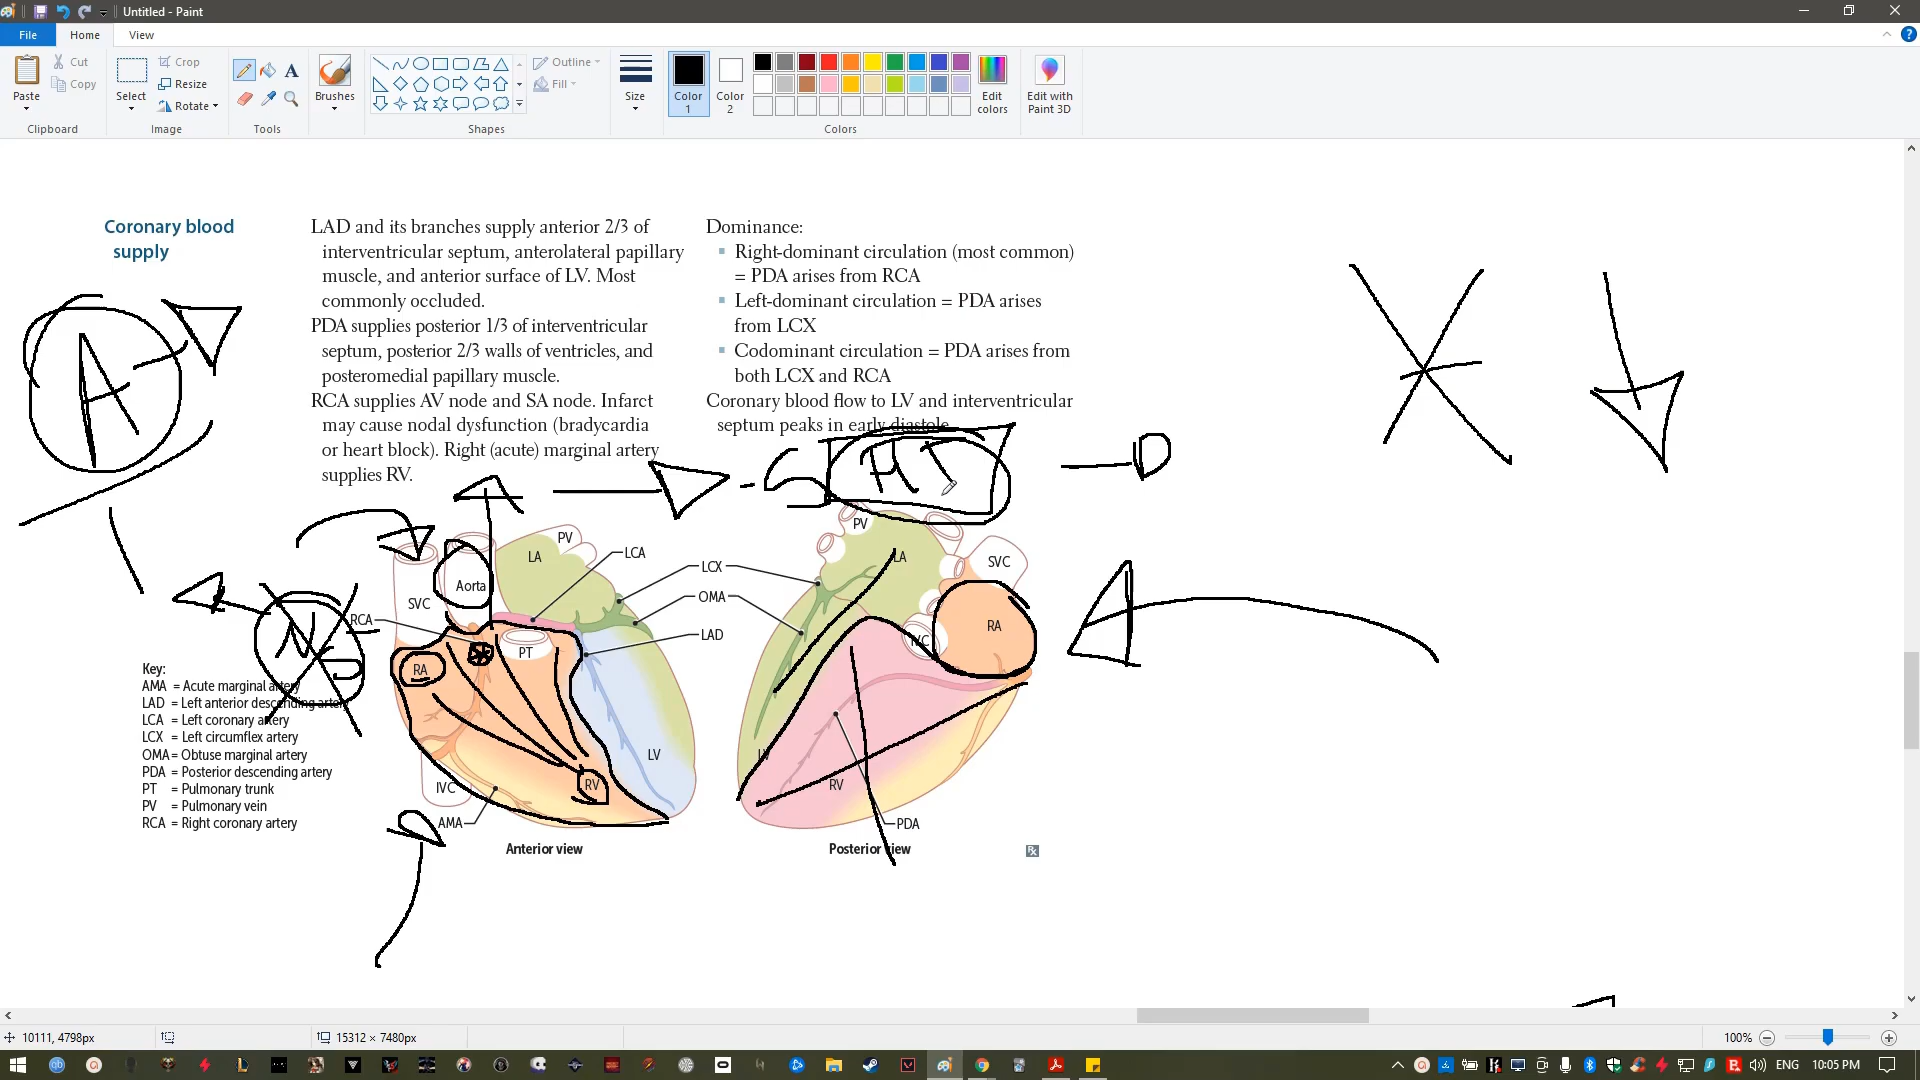 Untitled - Paint
File
Home
View
Paste
Cut
Copy
Clipboard
Select
Crop
Resize
Rotate
Image
Tools
Brushes
Shapes
Outline
Fill
Size
Color
1
Color
2
Edit
colors
Edit with
Paint 3D
Colors
Coronary blood
supply
LAD and its branches supply anterior 2/3 of
interventricular septum, anterolateral papillary
muscle, and anterior surface of LV. Most
commonly occluded.
PDA supplies posterior 1/3 of interventricular
septum, posterior 2/3 walls of ventricles, and
posteromedial papillary muscle.
RCA supplies AV node and SA node. Infarct
may cause nodal dysfunction (bradycardia
or heart block). Right (acute) marginal artery
supplies RV.
Dominance:
Right-dominant circulation (most common)
= PDA arises from RCA
Left-dominant circulation = PDA arises
from LCX
Codominant circulation = PDA arises from
both LCX and RCA
Coronary blood flow to LV and interventricular
septum peaks in early diastole.
A
HT
SVC
Aorta
LA
PV
LCA
LCX
OMA
LAD
RCA
RA
PT
LV
RV
IVC
AMA
Anterior view
PV
LA
SVC
RA
IVC
LV
RV
PDA
Posterior view
Rx
Key:
AMA = Acute marginal artery
LAD = Left anterior descending artery
LCA = Left coronary artery
LCX = Left circumflex artery
OMA = Obtuse marginal artery
PDA = Posterior descending artery
PT = Pulmonary trunk
PV = Pulmonary vein
RCA = Right coronary artery
10111, 4798px
15312 × 7480px
100%
ENG
10:05 PM